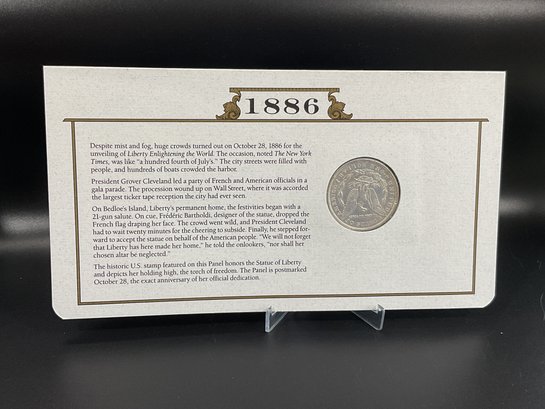 1886
Despite mist and fog, huge crowds turned out on October 28, 1886 for the
unveiling of Liberty Enlightening the World. The occasion, noted The New York
Times, was like "a hundred fourth of July's." The city streets were filled with
people, and hundreds of boats crowded the harbor.
President Grover Cleveland led a party of French and American officials in a
gala parade. The procession wound up on Wall Street, where it was accorded
the largest ticker tape reception the city had ever seen.
On Bedloe's Island, Liberty's permanent home, the festivities began with a
21-gun salute. On cue, Frédéric Bartholdi, designer of the statue, dropped the
French flag draping her face. The crowd went wild, and President Cleveland
had to wait twenty minutes for the cheering to subside. Finally, he stepped for-
ward to accept the statue on behalf of the American people. "We will not forget
that Liberty has here made her home," he told the onlookers, "nor shall her
chosen altar be neglected."
The historic U.S. stamp featured on this Panel honors the Statue of Liberty
and depicts her holding high, the torch of freedom. The Panel is postmarked
October 28, the exact anniversary of her official dedication.